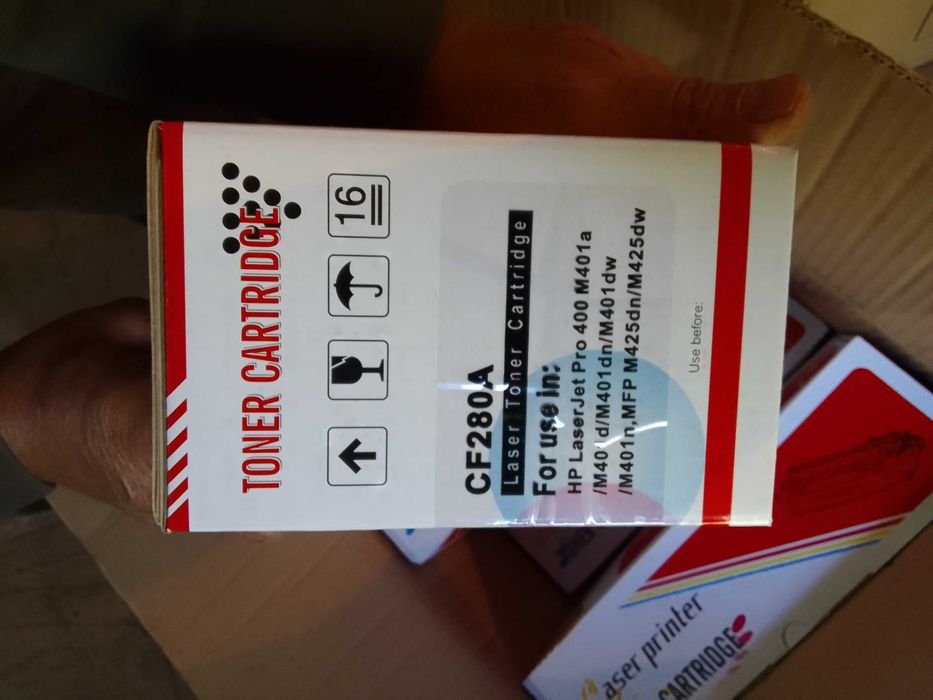 TONER CARTRIDGE
16
CF280A
Laser Toner Cartridge
For use in:
HP LaserJet Pro 400 M401a
/M401d/M401dn/M401dw
/M401n,MFP M425dn/M425dw
Use before:
aser printer
CARTRIDGE